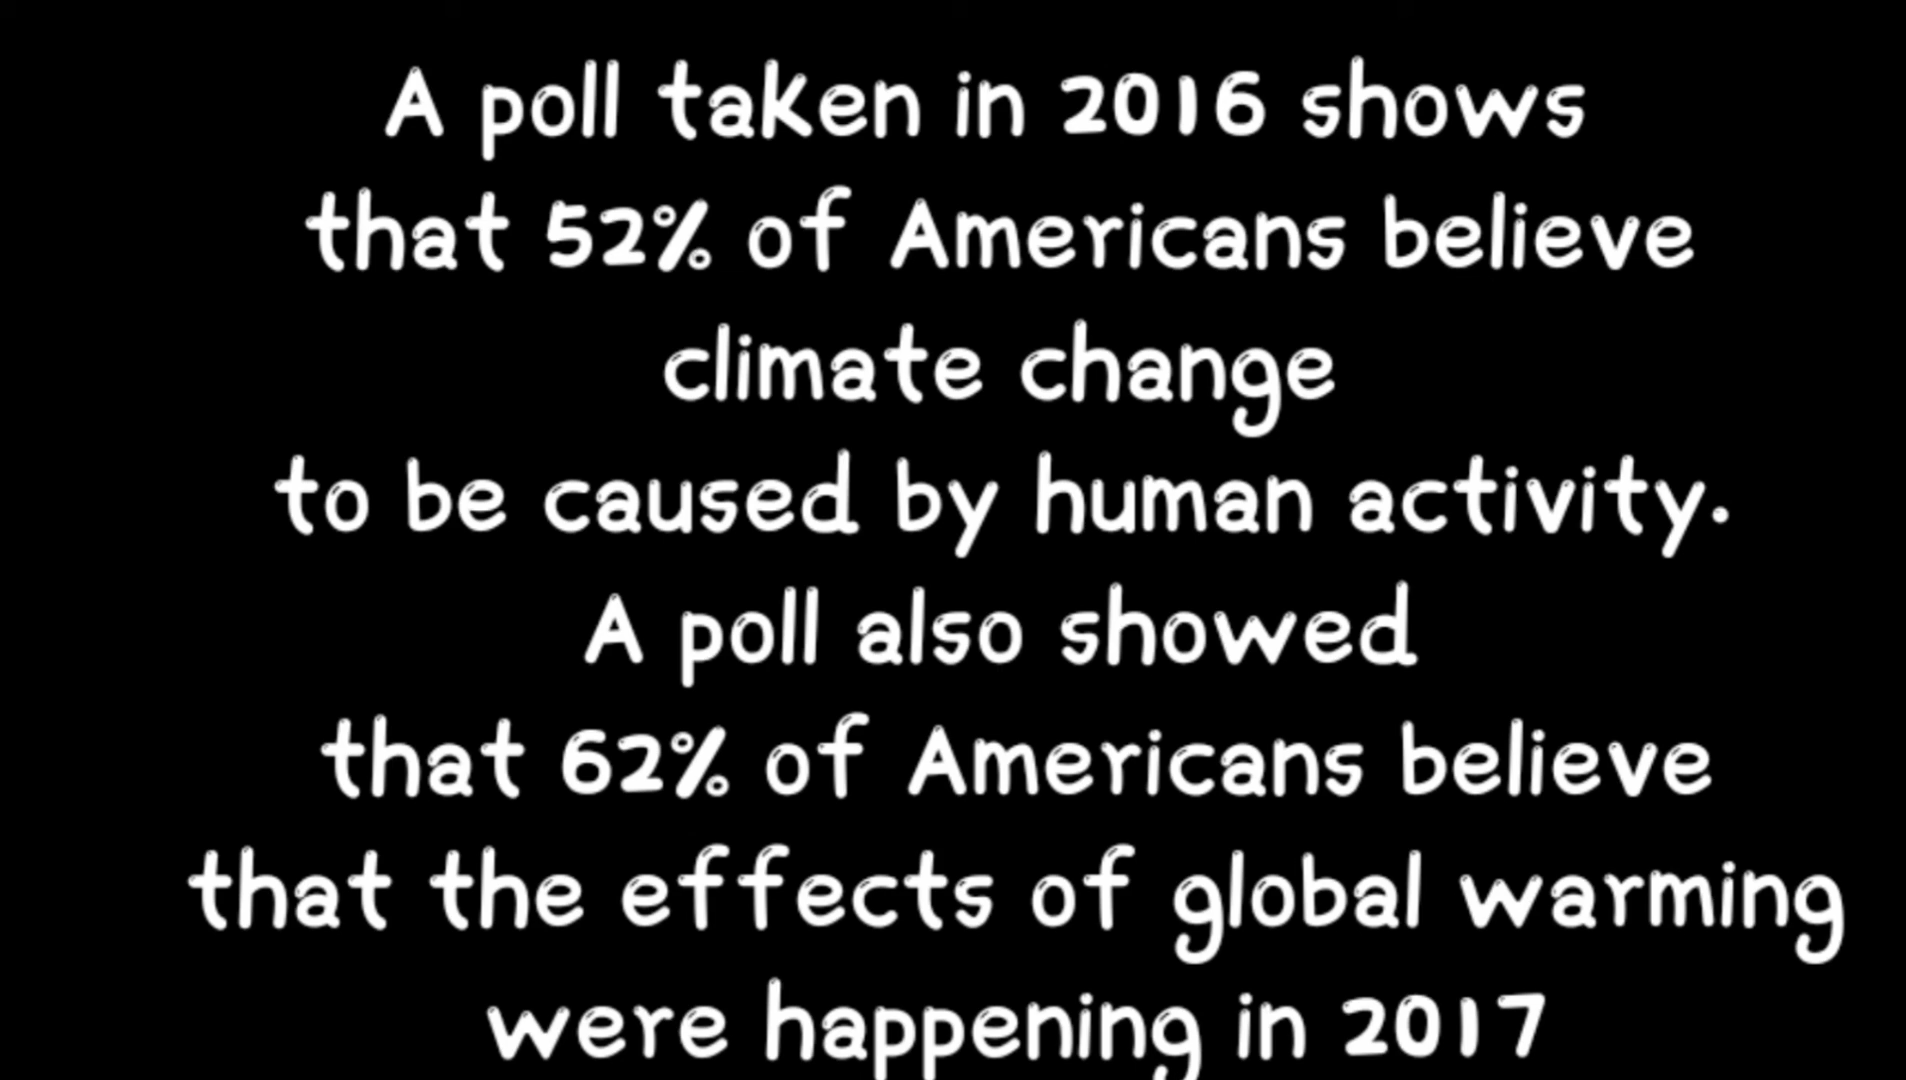 A poll taken in 2016 shows
that 52% of Americans believe
climate change
to be caused by human activity.
A poll also showed
that 62% of Americans believe
that the effects of global warming
were happening in 2017